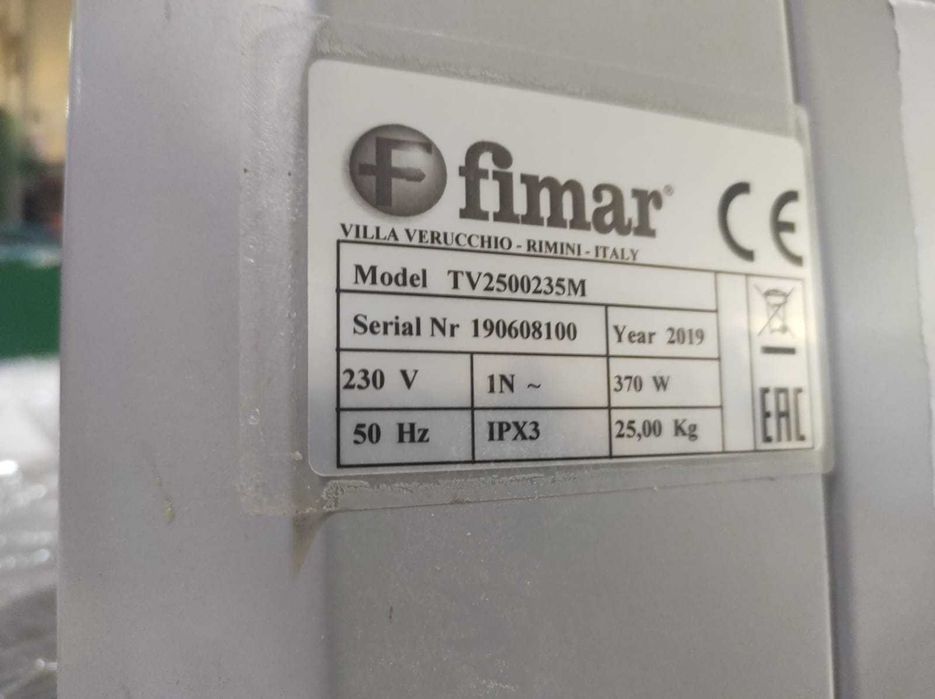 F fimar®
CE
VILLA VERUCCHIO - RIMINI - ITALY
Model TV2500235M
Serial Nr 190608100 Year 2019
230 V 1N ~ 370 W
50 Hz IPX3 25,00 Kg
EAC